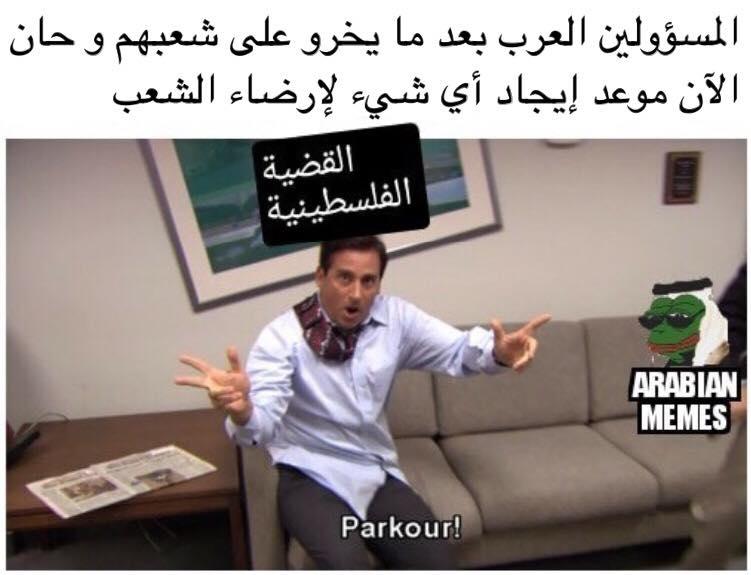 المسؤولين العرب بعد ما يخرو على شعبهم و حان
الآن موعد إيجاد أي شيء لإرضاء الشعب
القضية
الفلسطينية
ARABIAN
MEMES
Parkour!